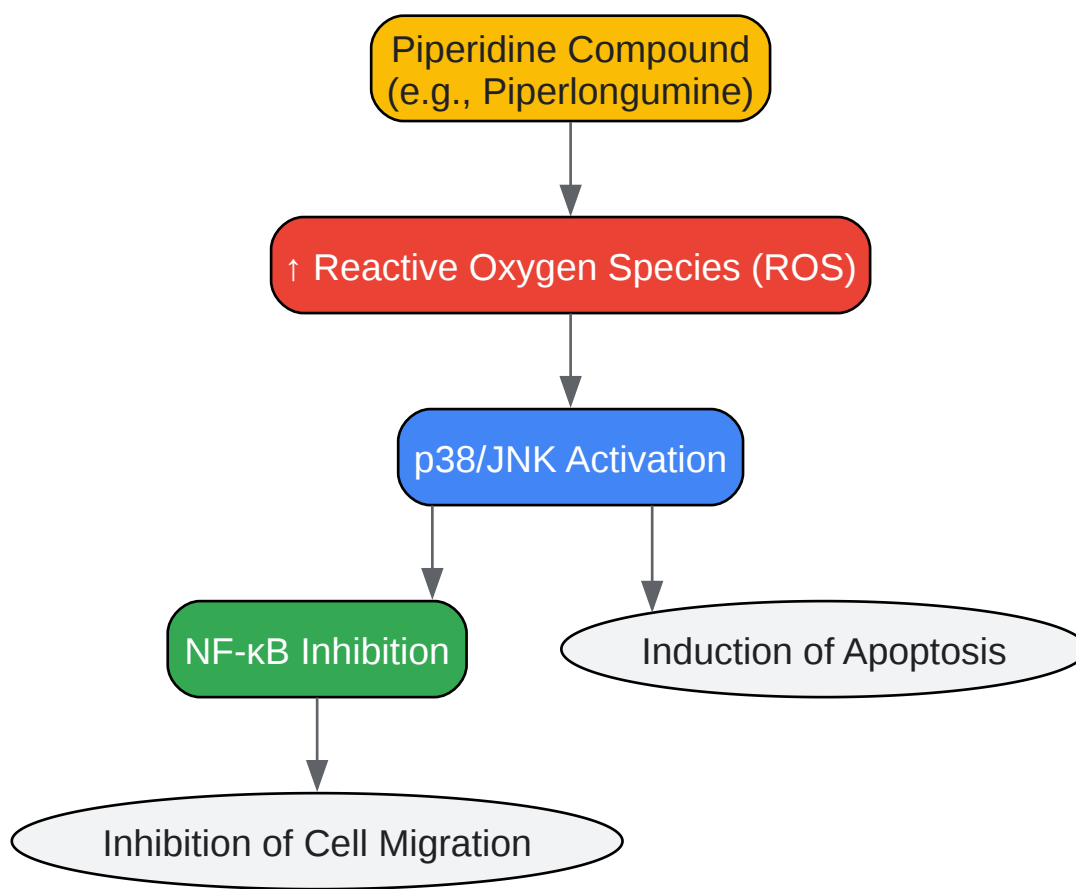 Piperidine Compound
(e.g., Piperlongumine)
↑ Reactive Oxygen Species (ROS)
p38/JNK Activation
NF-κB Inhibition
Induction of Apoptosis
Inhibition of Cell Migration